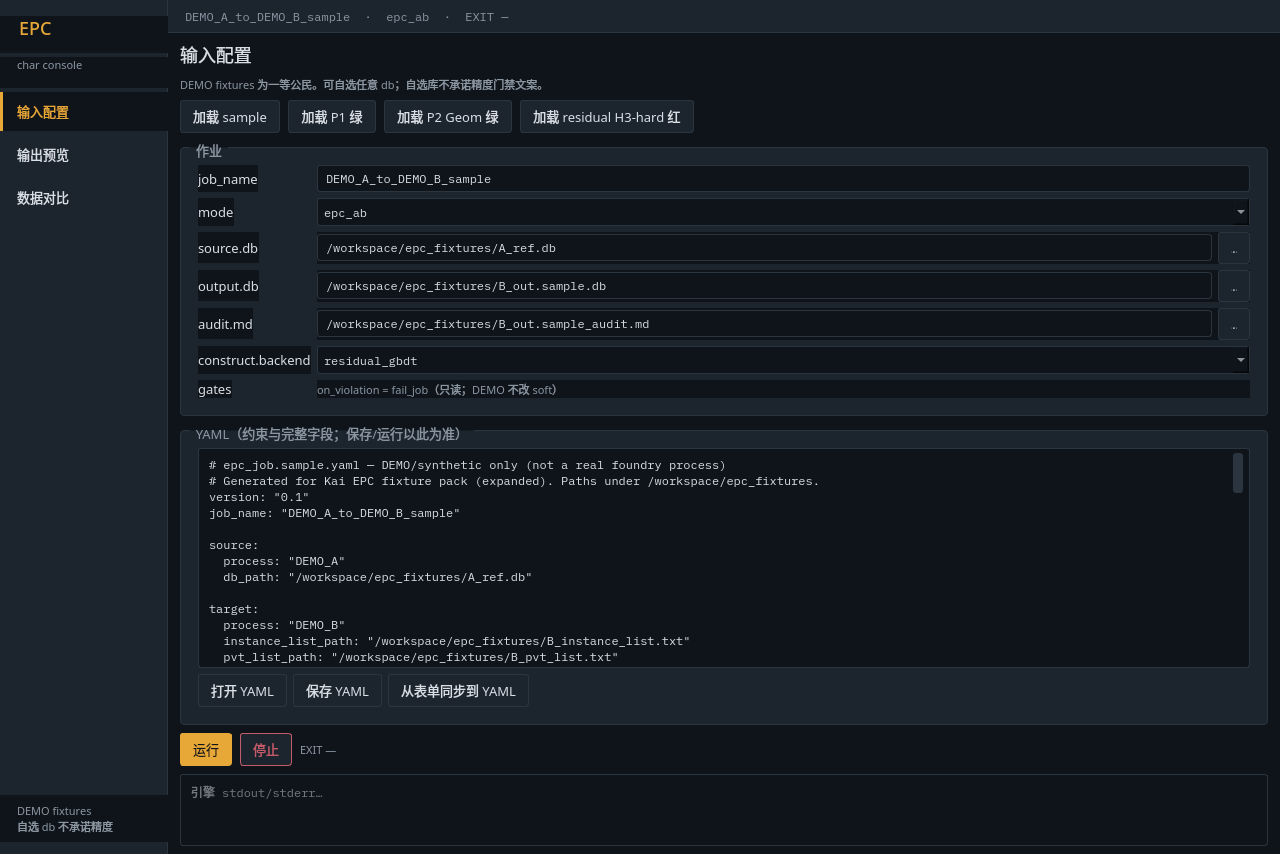 EPC
char console
输入配置
输出预览
数据对比
DEMO fixtures
自选 db 不承诺精度
DEMO_A_to_DEMO_B_sample · epc_ab · EXIT —
输入配置
DEMO fixtures 为一等公民。可自选任意 db；自选库不承诺精度门禁文案。
加载 sample
加载 P1 绿
加载 P2 Geom 绿
加载 residual H3-hard 红
作业
job_name DEMO_A_to_DEMO_B_sample
mode epc_ab
source.db /workspace/epc_fixtures/A_ref.db ..
output.db /workspace/epc_fixtures/B_out.sample.db ..
audit.md /workspace/epc_fixtures/B_out.sample_audit.md ..
construct.backend residual_gbdt
gates on_violation = fail_job（只读；DEMO 不改 soft）
YAML（约束与完整字段；保存/运行以此为准）
# epc_job.sample.yaml — DEMO/synthetic only (not a real foundry process)
# Generated for Kai EPC fixture pack (expanded). Paths under /workspace/epc_fixtures.
version: "0.1"
job_name: "DEMO_A_to_DEMO_B_sample"
source:
process: "DEMO_A"
db_path: "/workspace/epc_fixtures/A_ref.db"
target:
process: "DEMO_B"
instance_list_path: "/workspace/epc_fixtures/B_instance_list.txt"
pvt_list_path: "/workspace/epc_fixtures/B_pvt_list.txt"
打开 YAML
保存 YAML
从表单同步到 YAML
运行
停止
EXIT —
引擎 stdout/stderr…